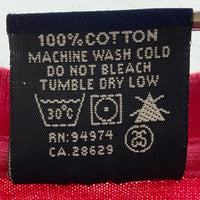 100% COTTON
MACHINE WASH COLD
DO NOT BLEACH
TUMBLE DRY LOW
30°C
RN: 94974
CA. 28629